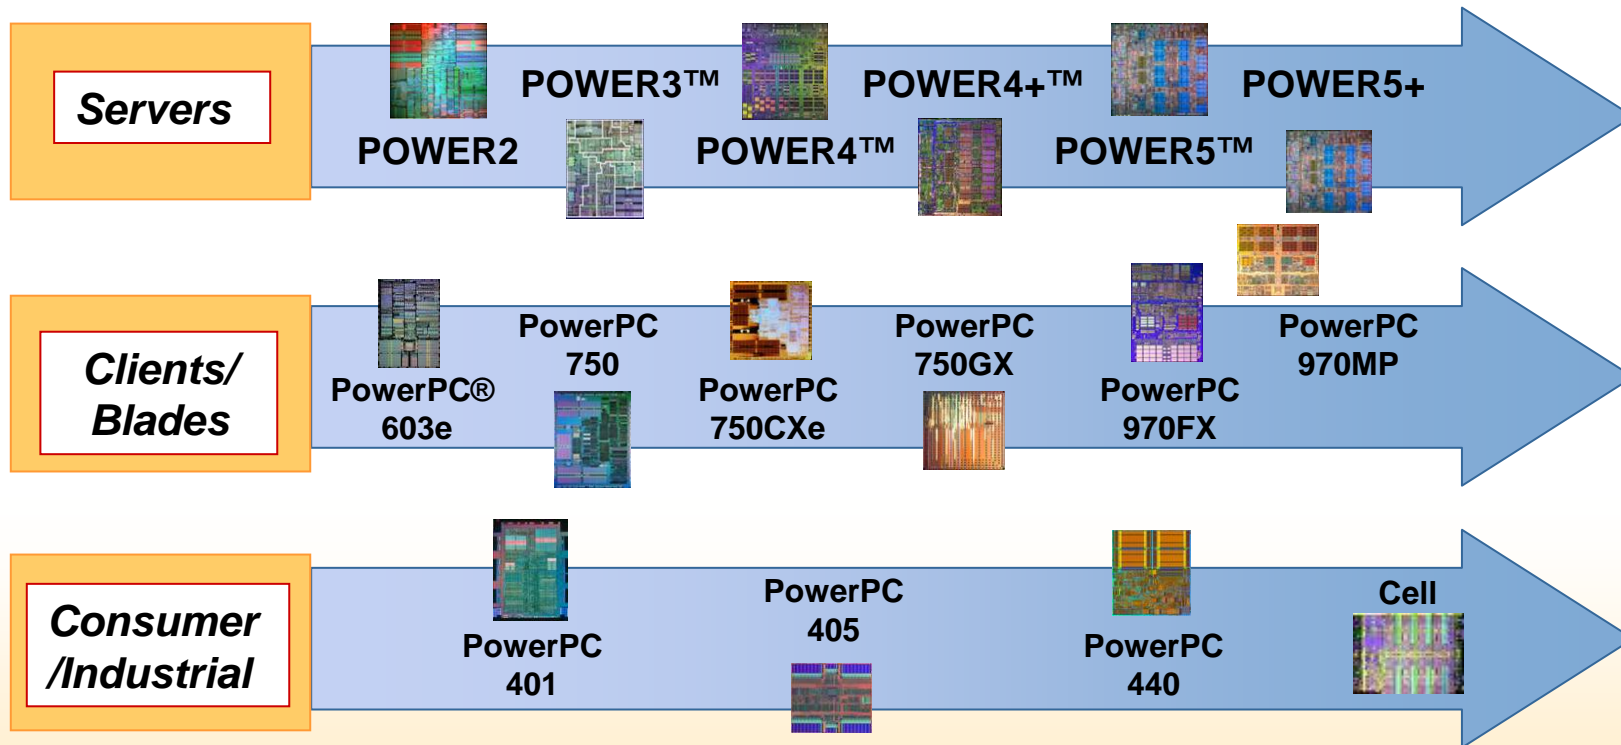 Servers
POWER2
POWER3™
POWER4™
POWER4+™
POWER5™
POWER5+
Clients/
Blades
PowerPC®
603e
PowerPC
750
PowerPC
750CXe
PowerPC
750GX
PowerPC
970FX
PowerPC
970MP
Consumer
/Industrial
PowerPC
401
PowerPC
405
PowerPC
440
Cell